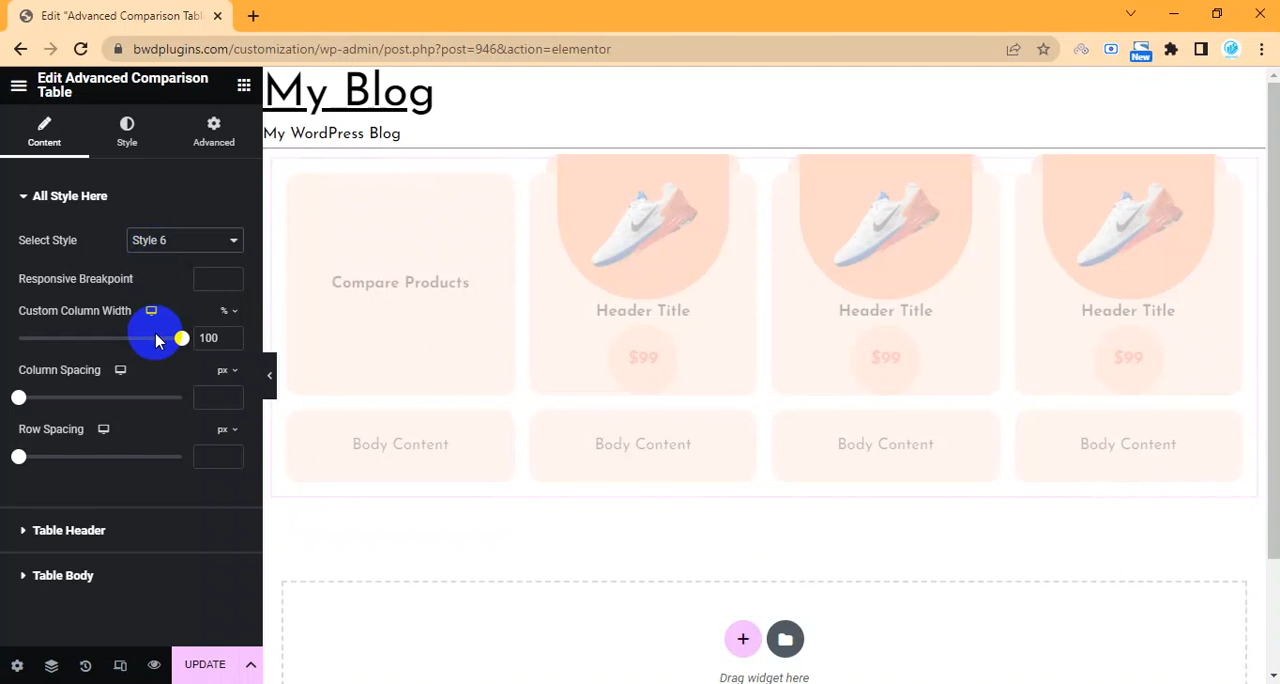 Edit "Advanced Comparison Tabl
bwdplugins.com/customization/wp-admin/post.php?post=946&action=elementor
New
Edit Advanced Comparison
Table
Content
Style
Advanced
All Style Here
Select Style
Style 6
Responsive Breakpoint
Custom Column Width
%
100
Column Spacing
px
Row Spacing
px
Table Header
Table Body
UPDATE
My Blog
My WordPress Blog
Compare Products
Header Title
$99
Header Title
$99
Header Title
$99
Body Content
Body Content
Body Content
Body Content
Drag widget here